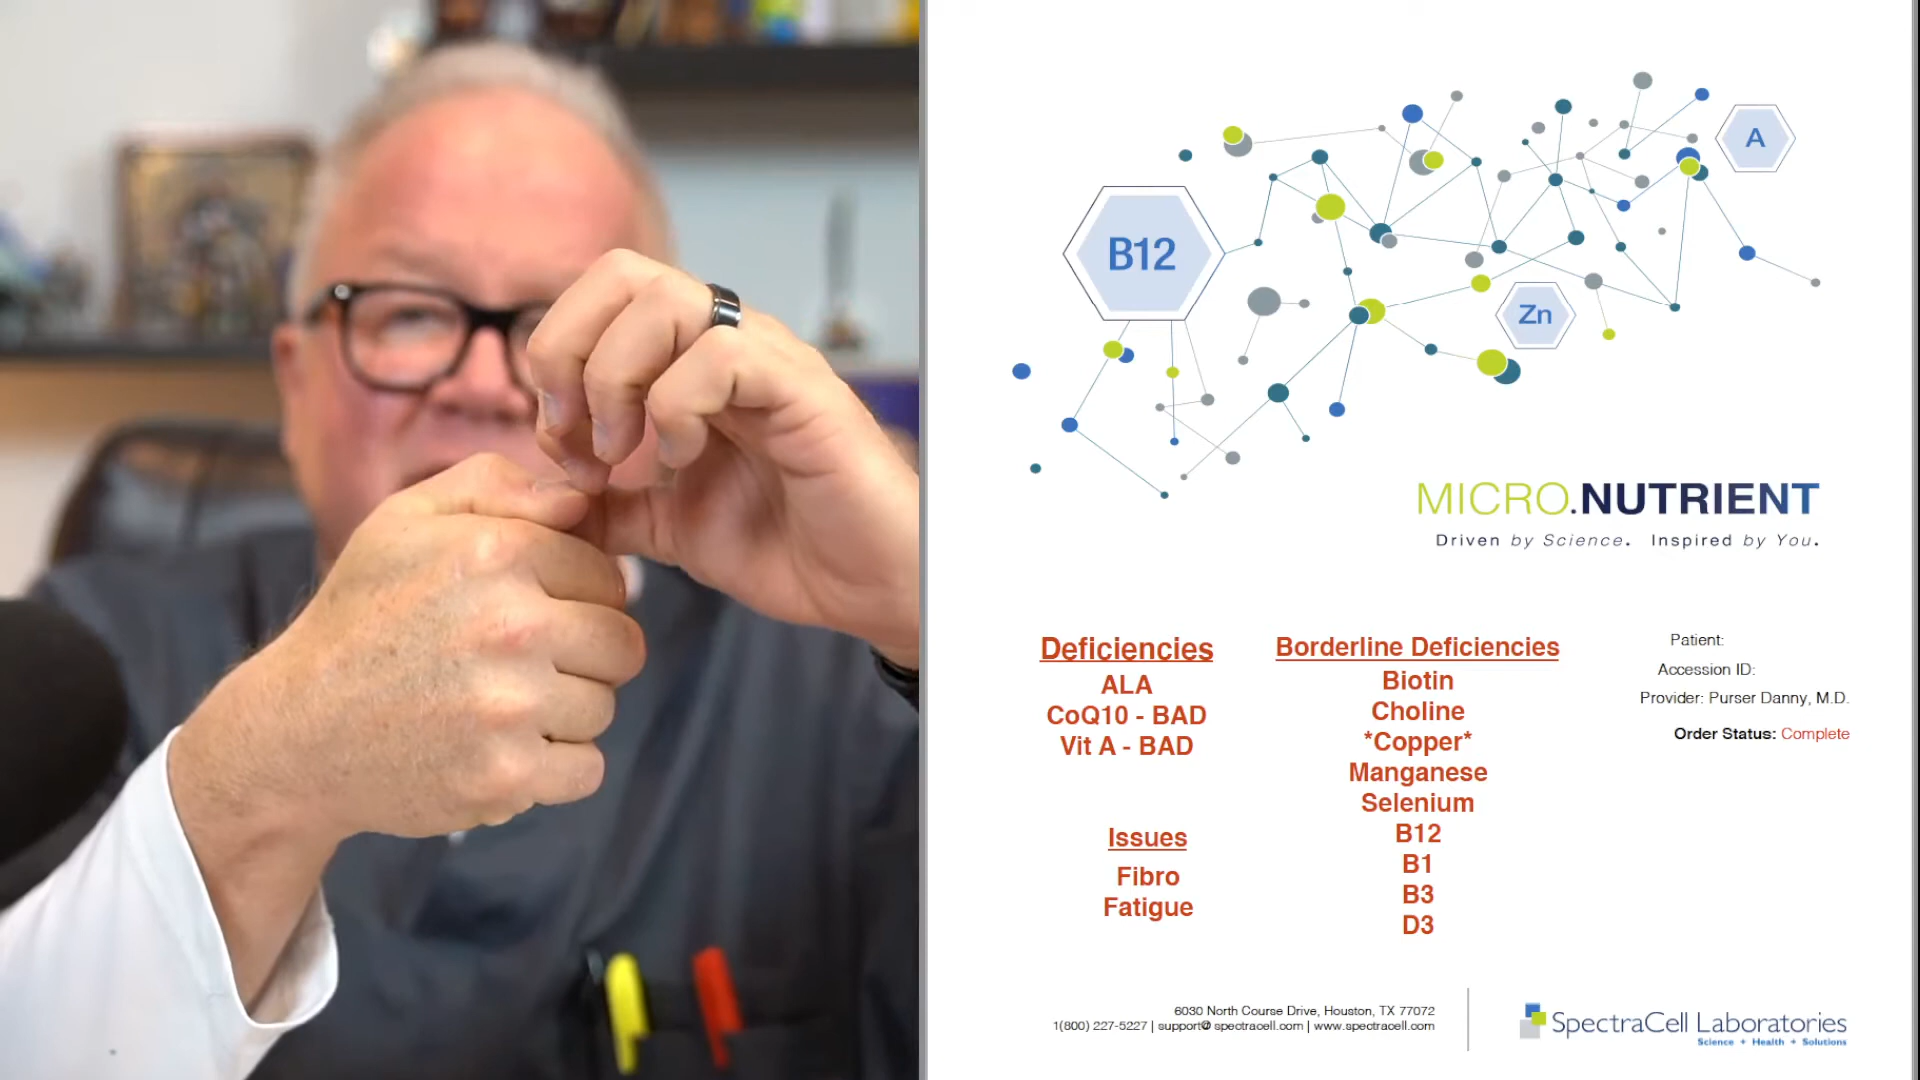 B12
A
Zn
MICRO.NUTRIENT
Driven by Science. Inspired by You.
Deficiencies
ALA
CoQ10 - BAD
Vit A - BAD
Issues
Fibro
Fatigue
Borderline Deficiencies
Biotin
Choline
*Copper*
Manganese
Selenium
B12
B1
B3
D3
Patient:
Accession ID:
Provider: Purser Danny, M.D.
Order Status: Complete
6030 North Course Drive, Houston, TX 77072
1(800) 227-5227 | support@spectracell.com | www.spectracell.com
SpectraCell Laboratories
Science + Health + Solutions